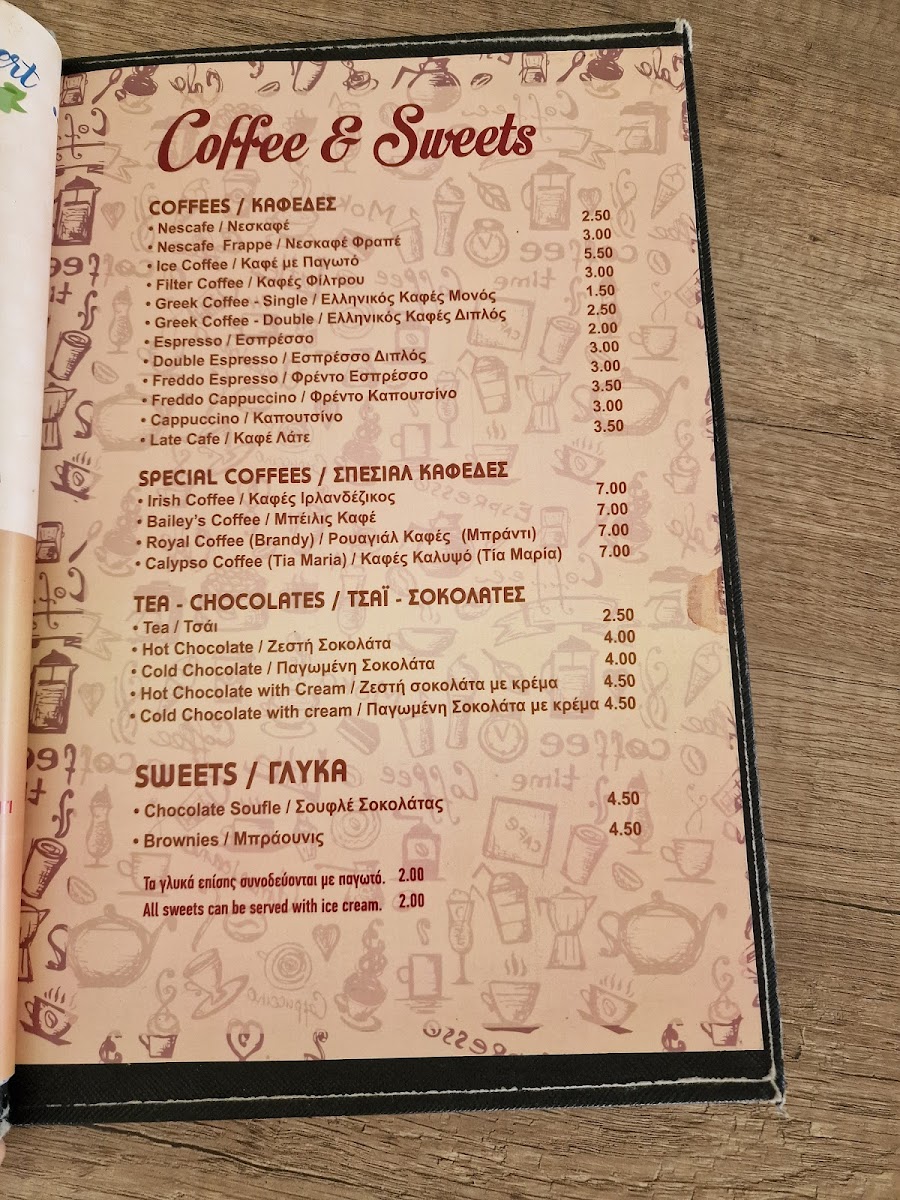 Coffee & Sweets
COFFEES / ΚΑΦΕΔΕΣ
• Nescafe / Νεσκαφέ 2.50
• Nescafe Frappe / Νεσκαφέ Φραπέ 3.00
• Ice Coffee / Καφέ με Παγωτό 5.50
• Filter Coffee / Καφές Φίλτρου 3.00
• Greek Coffee - Single / Ελληνικός Καφές Μονός 1.50
• Greek Coffee - Double / Ελληνικός Καφές Διπλός 2.50
• Espresso / Εσπρέσσο 2.00
• Double Espresso / Εσπρέσσο Διπλός 3.00
• Freddo Espresso / Φρέντο Εσπρέσσο 3.00
• Freddo Cappuccino / Φρέντο Καπουτσίνο 3.50
• Cappuccino / Καπουτσίνο 3.00
• Late Cafe / Καφέ Λάτε 3.50
SPECIAL COFFEES / ΣΠΕΣΙΑΛ ΚΑΦΕΔΕΣ
• Irish Coffee / Καφές Ιρλανδέζικος 7.00
• Bailey's Coffee / Μπέιλις Καφέ 7.00
• Royal Coffee (Brandy) / Ρουαγιάλ Καφές (Μπράντι) 7.00
• Calypso Coffee (Tia Maria) / Καφές Καλυψό (Τία Μαρία) 7.00
TEA - CHOCOLATES / ΤΣΑΪ - ΣΟΚΟΛΑΤΕΣ
• Tea / Τσάι 2.50
• Hot Chocolate / Ζεστή Σοκολάτα 4.00
• Cold Chocolate / Παγωμένη Σοκολάτα 4.00
• Hot Chocolate with Cream / Ζεστή σοκολάτα με κρέμα 4.50
• Cold Chocolate with cream / Παγωμένη Σοκολάτα με κρέμα 4.50
SWEETS / ΓΛΥΚΑ
• Chocolate Soufle / Σουφλέ Σοκολάτας 4.50
• Brownies / Μπράουνις 4.50
Τα γλυκά επίσης συνοδεύονται με παγωτό. 2.00
All sweets can be served with ice cream. 2.00